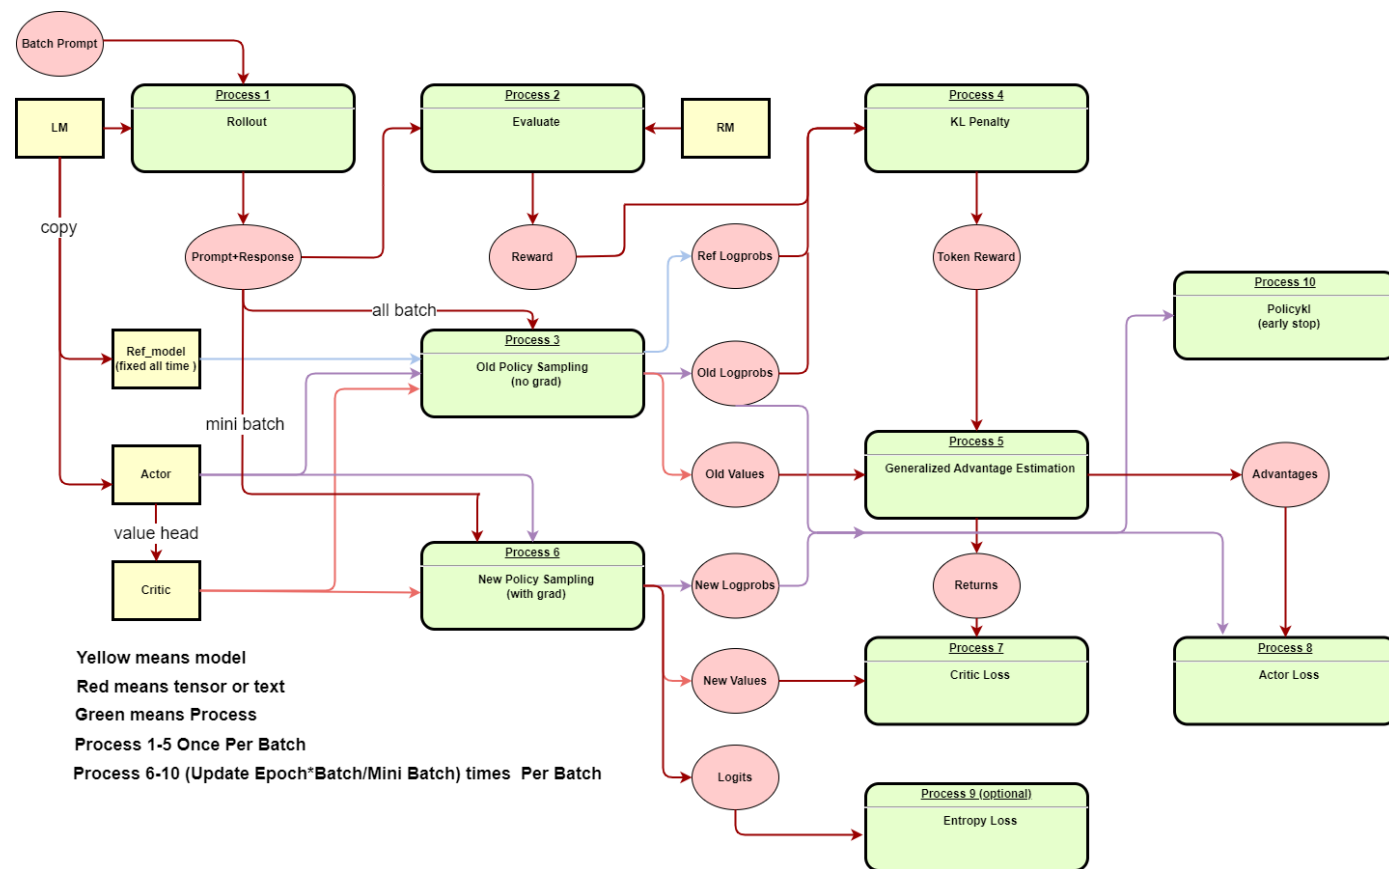 Batch Prompt
Process 1
Rollout
Process 2
Evaluate
Process 4
KL Penalty
LM
RM
copy
Prompt+Response
Reward
Ref Logprobs
Token Reward
Process 10
Policykl
(early stop)
all batch
Ref_model
(fixed all time )
Process 3
Old Policy Sampling
(no grad)
Old Logprobs
mini batch
Actor
Old Values
Process 5
Generalized Advantage Estimation
Advantages
value head
Critic
Process 6
New Policy Sampling
(with grad)
New Logprobs
Returns
Yellow means model
Red means tensor or text
Green means Process
Process 1-5 Once Per Batch
Process 6-10 (Update Epoch*Batch/Mini Batch) times Per Batch
New Values
Process 7
Critic Loss
Process 8
Actor Loss
Logits
Process 9 (optional)
Entropy Loss